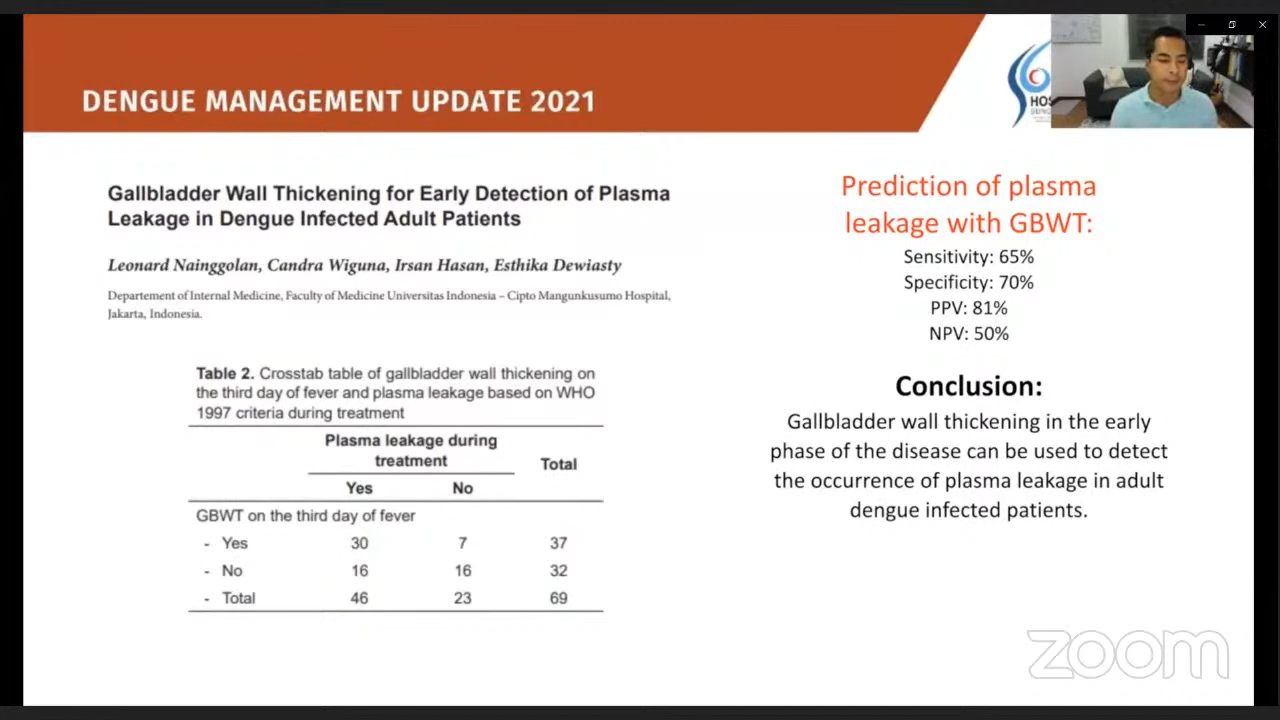 DENGUE MANAGEMENT UPDATE 2021
Gallbladder Wall Thickening for Early Detection of Plasma
Leakage in Dengue Infected Adult Patients
Leonard Nainggolan, Candra Wiguna, Irsan Hasan, Esthika Dewiasty
Departement of Internal Medicine, Faculty of Medicine Universitas Indonesia – Cipto Mangunkusumo Hospital,
Jakarta, Indonesia.
Table 2. Crosstab table of gallbladder wall thickening on
the third day of fever and plasma leakage based on WHO
1997 criteria during treatment
Plasma leakage during
treatment
Total
Yes No
GBWT on the third day of fever
- Yes 30 7 37
- No 16 16 32
- Total 46 23 69
Prediction of plasma
leakage with GBWT:
Sensitivity: 65%
Specificity: 70%
PPV: 81%
NPV: 50%
Conclusion:
Gallbladder wall thickening in the early
phase of the disease can be used to detect
the occurrence of plasma leakage in adult
dengue infected patients.
zoom